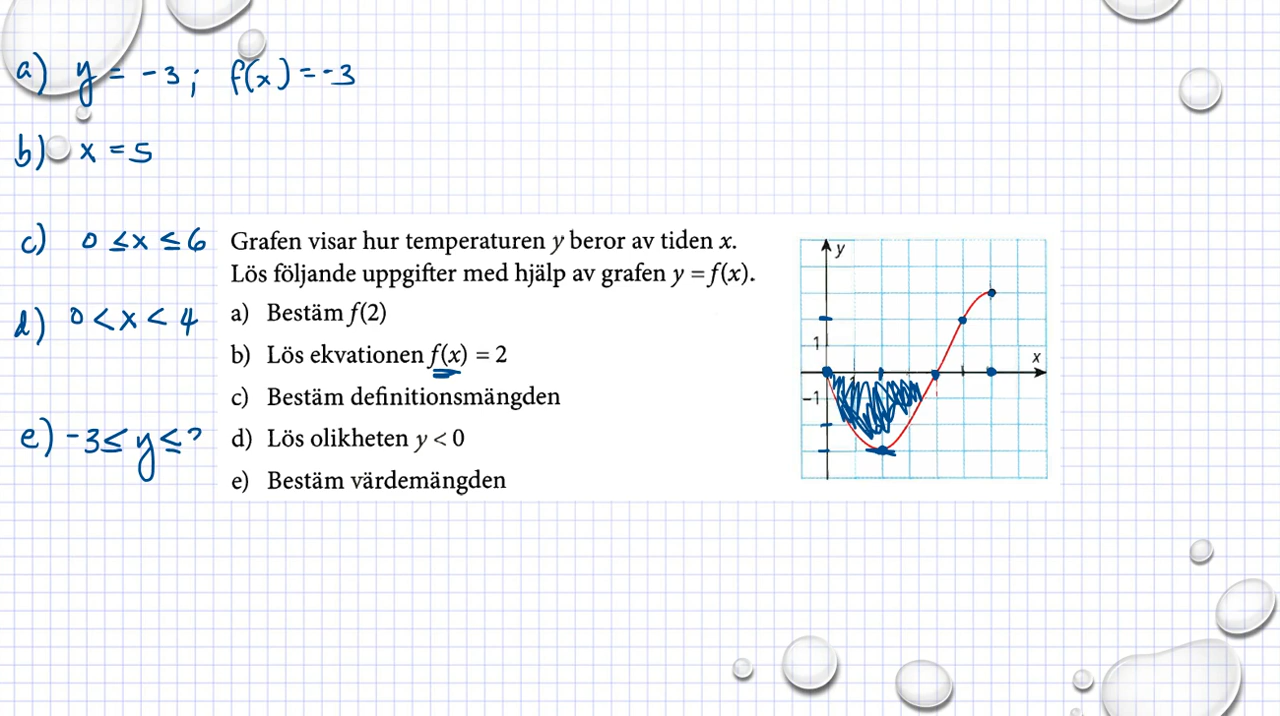 a) y = -3; f(x) = -3
b) x = 5
c) 0 ≤ x ≤ 6
d) 0 < x < 4
e) -3 ≤ y ≤ ?
Grafen visar hur temperaturen y beror av tiden x.
Lös följande uppgifter med hjälp av grafen y = f(x).
a) Bestäm f(2)
b) Lös ekvationen f(x) = 2
c) Bestäm definitionsmängden
d) Lös olikheten y < 0
e) Bestäm värdemängden
y
1
x
-1